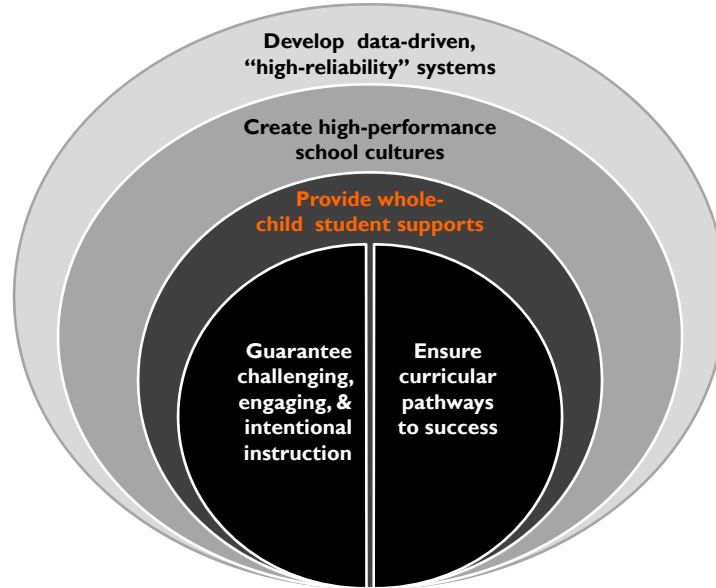 Develop data-driven,
“high-reliability” systems
Create high-performance
school cultures
Provide whole-
child student supports
Guarantee
challenging,
engaging, &
intentional
instruction
Ensure
curricular
pathways
to success